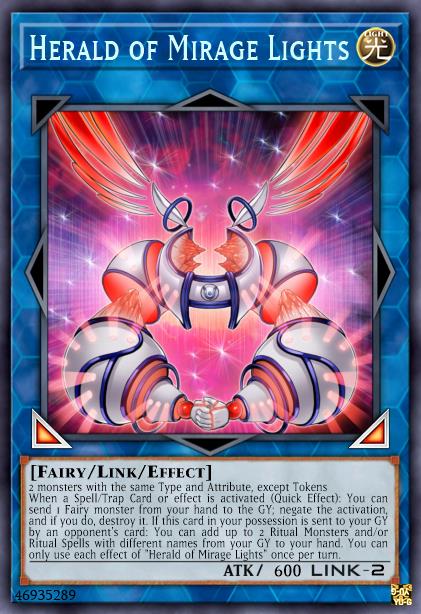 Herald of Mirage Lights
LIGHT
光
[Fairy/Link/Effect]
2 monsters with the same Type and Attribute, except Tokens
When a Spell/Trap Card or effect is activated (Quick Effect): You can
send 1 Fairy monster from your hand to the GY; negate the activation,
and if you do, destroy it. If this card in your possession is sent to your GY
by an opponent's card: You can add up to 2 Ritual Monsters and/or
Ritual Spells with different names from your GY to your hand. You can
only use each effect of "Herald of Mirage Lights" once per turn.
ATK/ 600 LINK-2
46935289